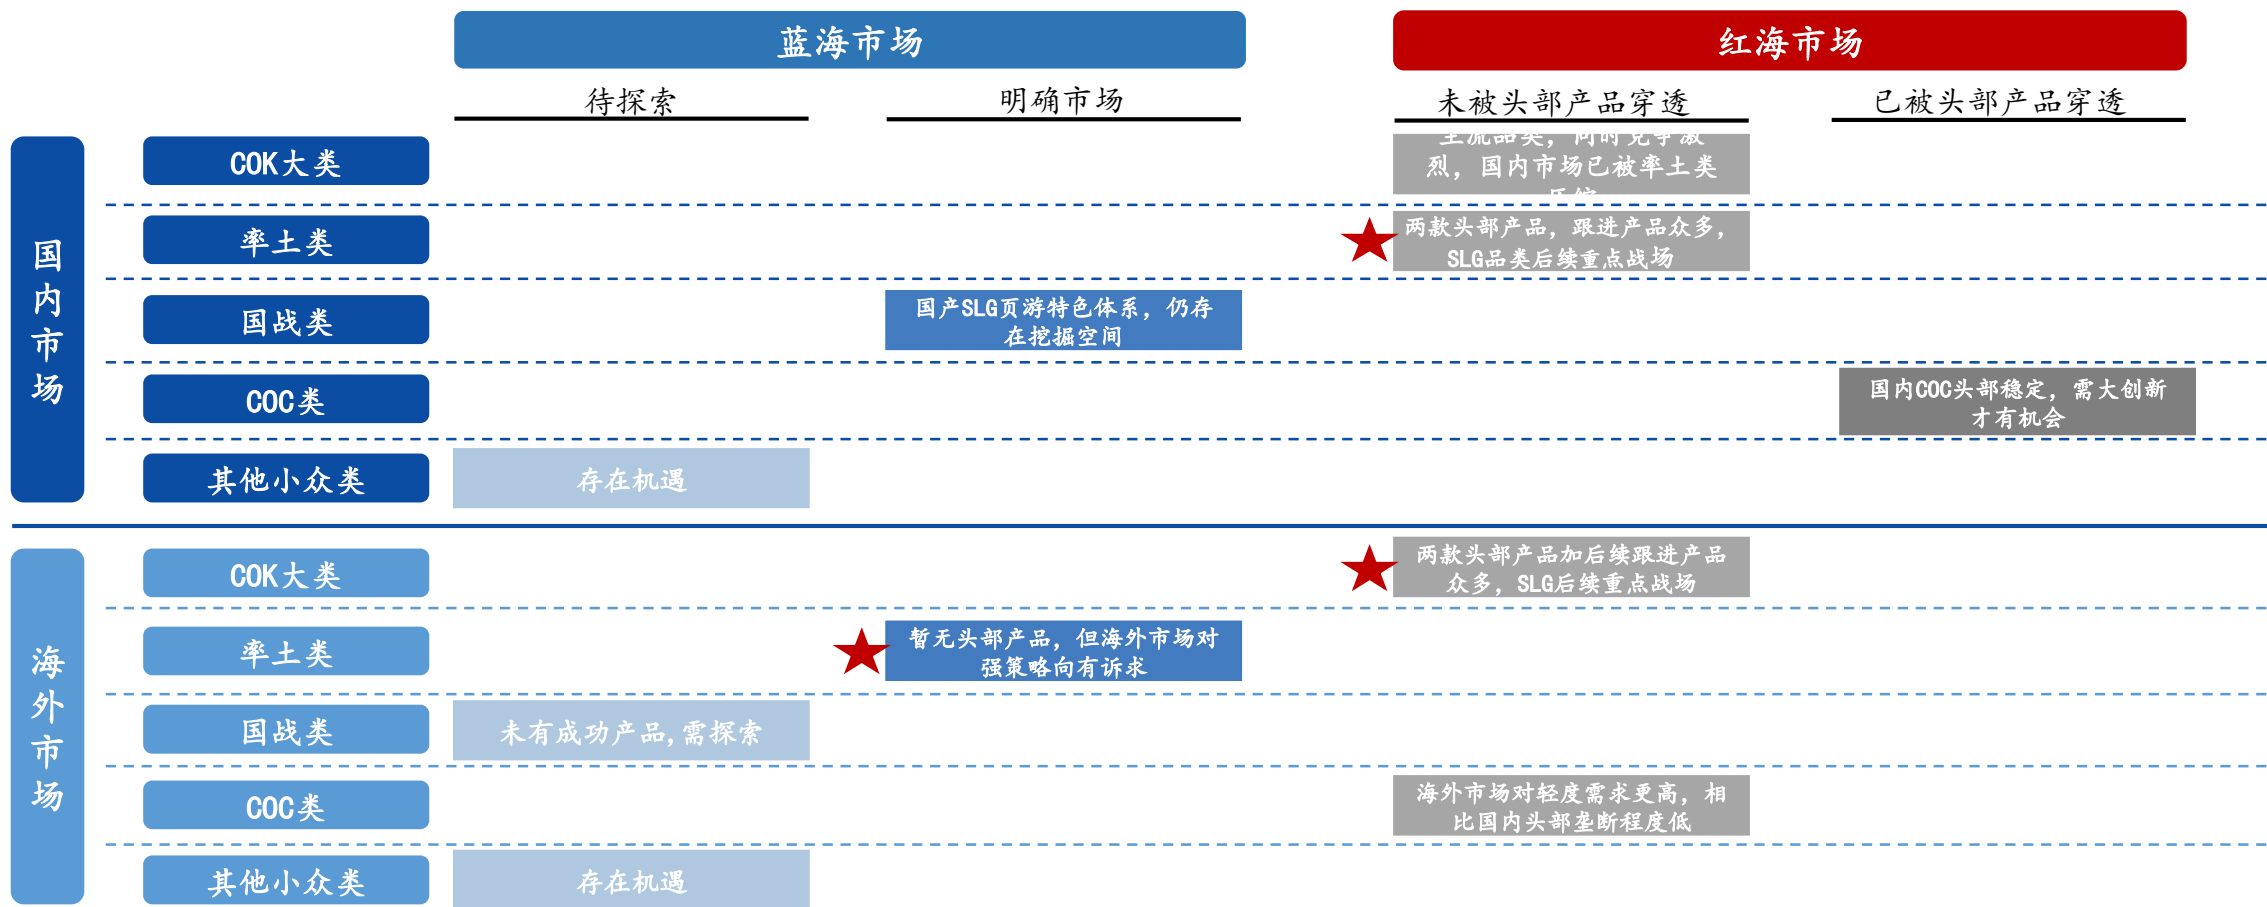 蓝海市场
红海市场
待探索
明确市场
未被头部产品穿透
已被头部产品穿透
国内市场
COK大类
主流品类，同时竞争激
烈，国内市场已被率土类
压缩
率土类
两款头部产品，跟进产品众多，
SLG品类后续重点战场
国战类
国产SLG页游特色体系，仍存
在挖掘空间
COC类
国内COC头部稳定，需大创新
才有机会
其他小众类
存在机遇
海外市场
COK大类
两款头部产品加后续跟进产品
众多，SLG后续重点战场
率土类
暂无头部产品，但海外市场对
强策略向有诉求
国战类
未有成功产品,需探索
COC类
海外市场对轻度需求更高，相
比国内头部垄断程度低
其他小众类
存在机遇